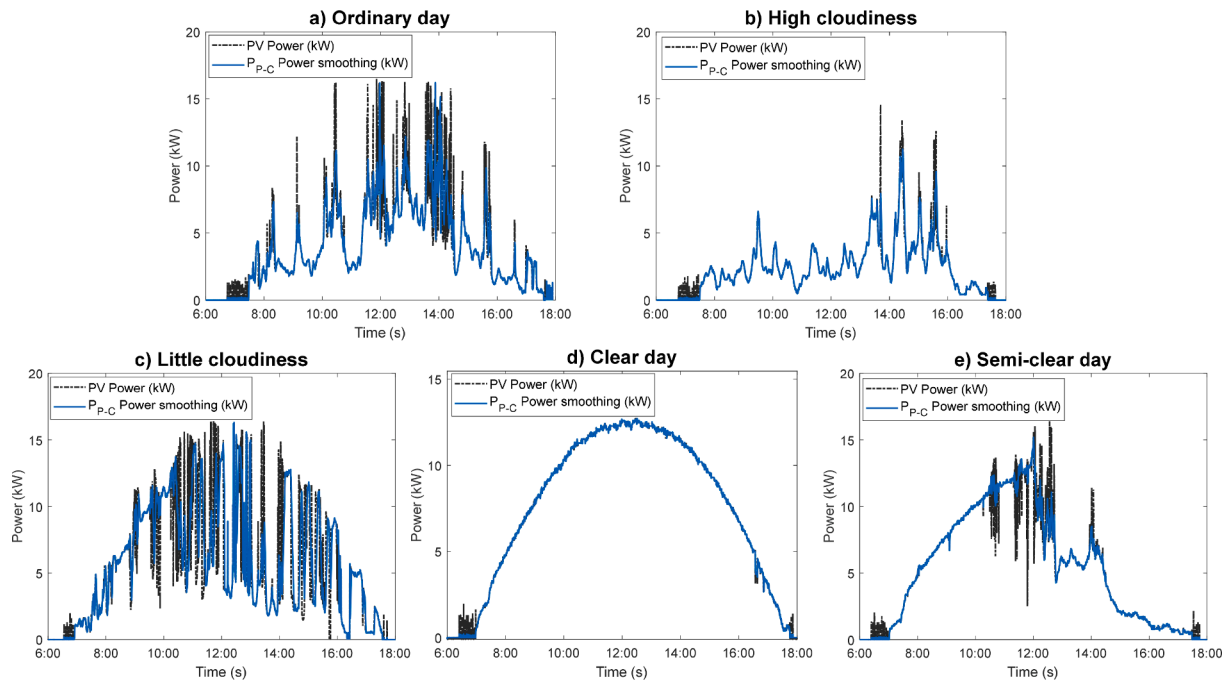 a) Ordinary day
PV Power (kW)
P_P-C Power smoothing (kW)
20
15
10
5
0
Power (kW)
6:00 8:00 10:00 12:00 14:00 16:00 18:00
Time (s)
b) High cloudiness
PV Power (kW)
P_P-C Power smoothing (kW)
20
15
10
5
0
Power (kW)
6:00 8:00 10:00 12:00 14:00 16:00 18:00
Time (s)
c) Little cloudiness
PV Power (kW)
P_P-C Power smoothing (kW)
20
15
10
5
0
Power (kW)
6:00 8:00 10:00 12:00 14:00 16:00 18:00
Time (s)
d) Clear day
PV Power (kW)
P_P-C Power smoothing (kW)
15
10
5
0
Power (kW)
6:00 8:00 10:00 12:00 14:00 16:00 18:00
Time (s)
e) Semi-clear day
PV Power (kW)
P_P-C Power smoothing (kW)
20
15
10
5
0
Power (kW)
6:00 8:00 10:00 12:00 14:00 16:00 18:00
Time (s)